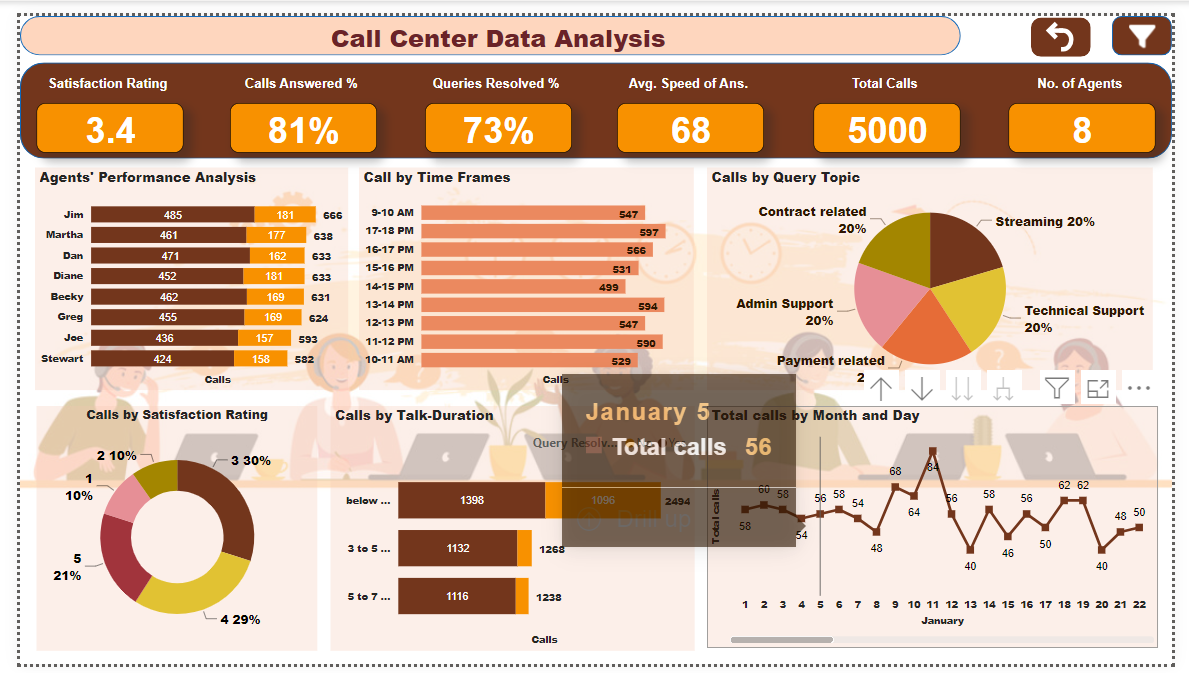 Call Center Data Analysis
Satisfaction Rating
Calls Answered %
Queries Resolved %
Avg. Speed of Ans.
Total Calls
No. of Agents
3.4
81%
73%
68
5000
8
Agents' Performance Analysis
Jim 485 181 666
Martha 461 177 638
Dan 471 162 633
Diane 452 181 633
Becky 462 169 631
Greg 455 169 624
Joe 436 157 593
Stewart 424 158 582
Calls
Call by Time Frames
9-10 AM 547
17-18 PM 597
16-17 PM 566
15-16 PM 531
14-15 PM 499
13-14 PM 594
12-13 PM 547
11-12 PM 590
10-11 AM 529
Calls
Calls by Query Topic
Contract related
20%
Streaming 20%
Admin Support
20%
Technical Support
20%
Payment related
2
Calls by Satisfaction Rating
2 10%
3 30%
1
10%
5
21%
4 29%
Calls by Talk-Duration
Query Resolv...
below ... 1398 1096 2494
3 to 5 ... 1132 1268
5 to 7 ... 1116 1238
Calls
January 5
Total calls 56
Drill up
Total calls by Month and Day
Total calls
58 60 58 54 56 58 54 48 68 64 84 56 40 58 46 56 50 62 62 40 48 50
1 2 3 4 5 6 7 8 9 10 11 12 13 14 15 16 17 18 19 20 21 22
January